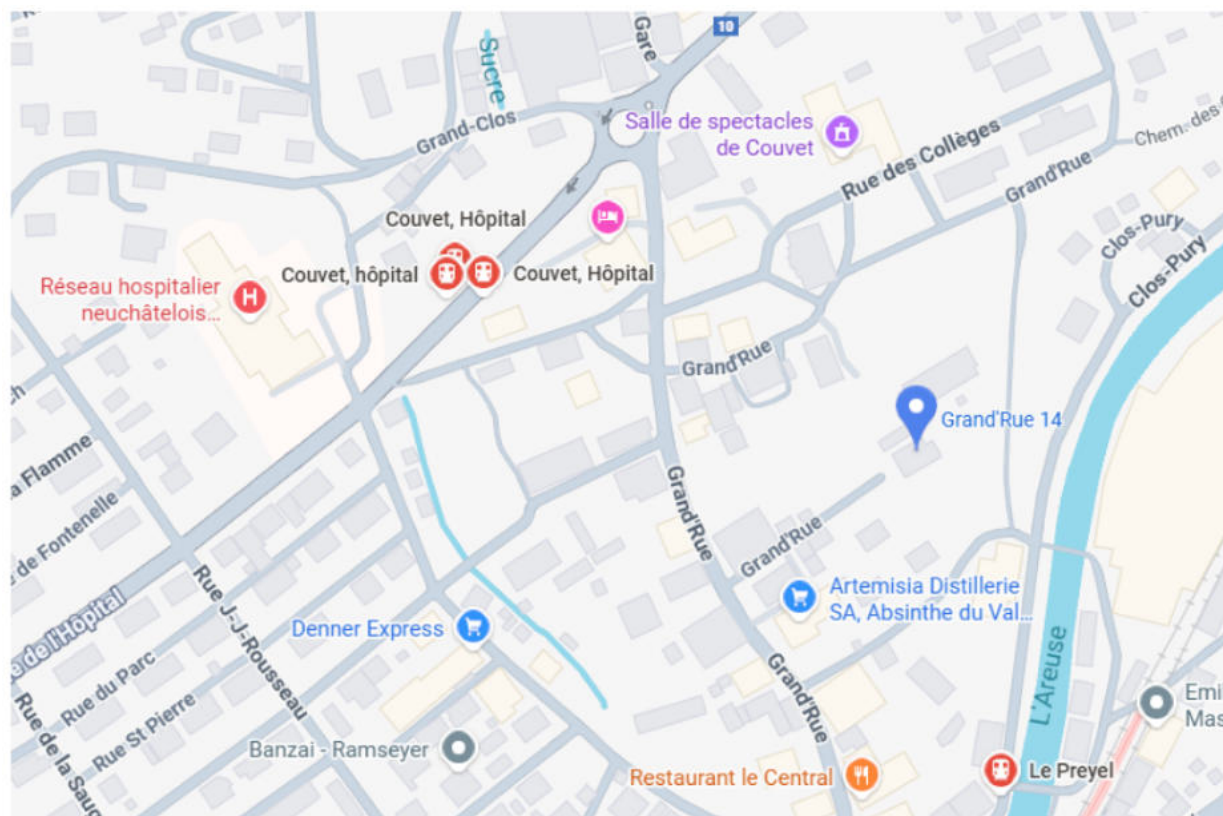 10
Gare
Sucre
Grand-Clos
Salle de spectacles
de Couvet
Rue des Collèges
Grand'Rue
Chem. des
Couvet, Hôpital
Couvet, hôpital
Couvet, Hôpital
Clos-Pury
Clos-Pury
Réseau hospitalier
neuchâtelois...
H
Grand'Rue
Grand'Rue 14
Flamme
de Fontenelle
Grand'Rue
Grand'Rue
Artemisia Distillerie
SA, Absinthe du Val...
Rue J-J-Rousseau
Denner Express
de l'Hôpital
Rue du Parc
Rue St Pierre
Rue de la
Grand'Rue
L'Areuse
Banzai - Ramseyer
Restaurant le Central
Le Preyel